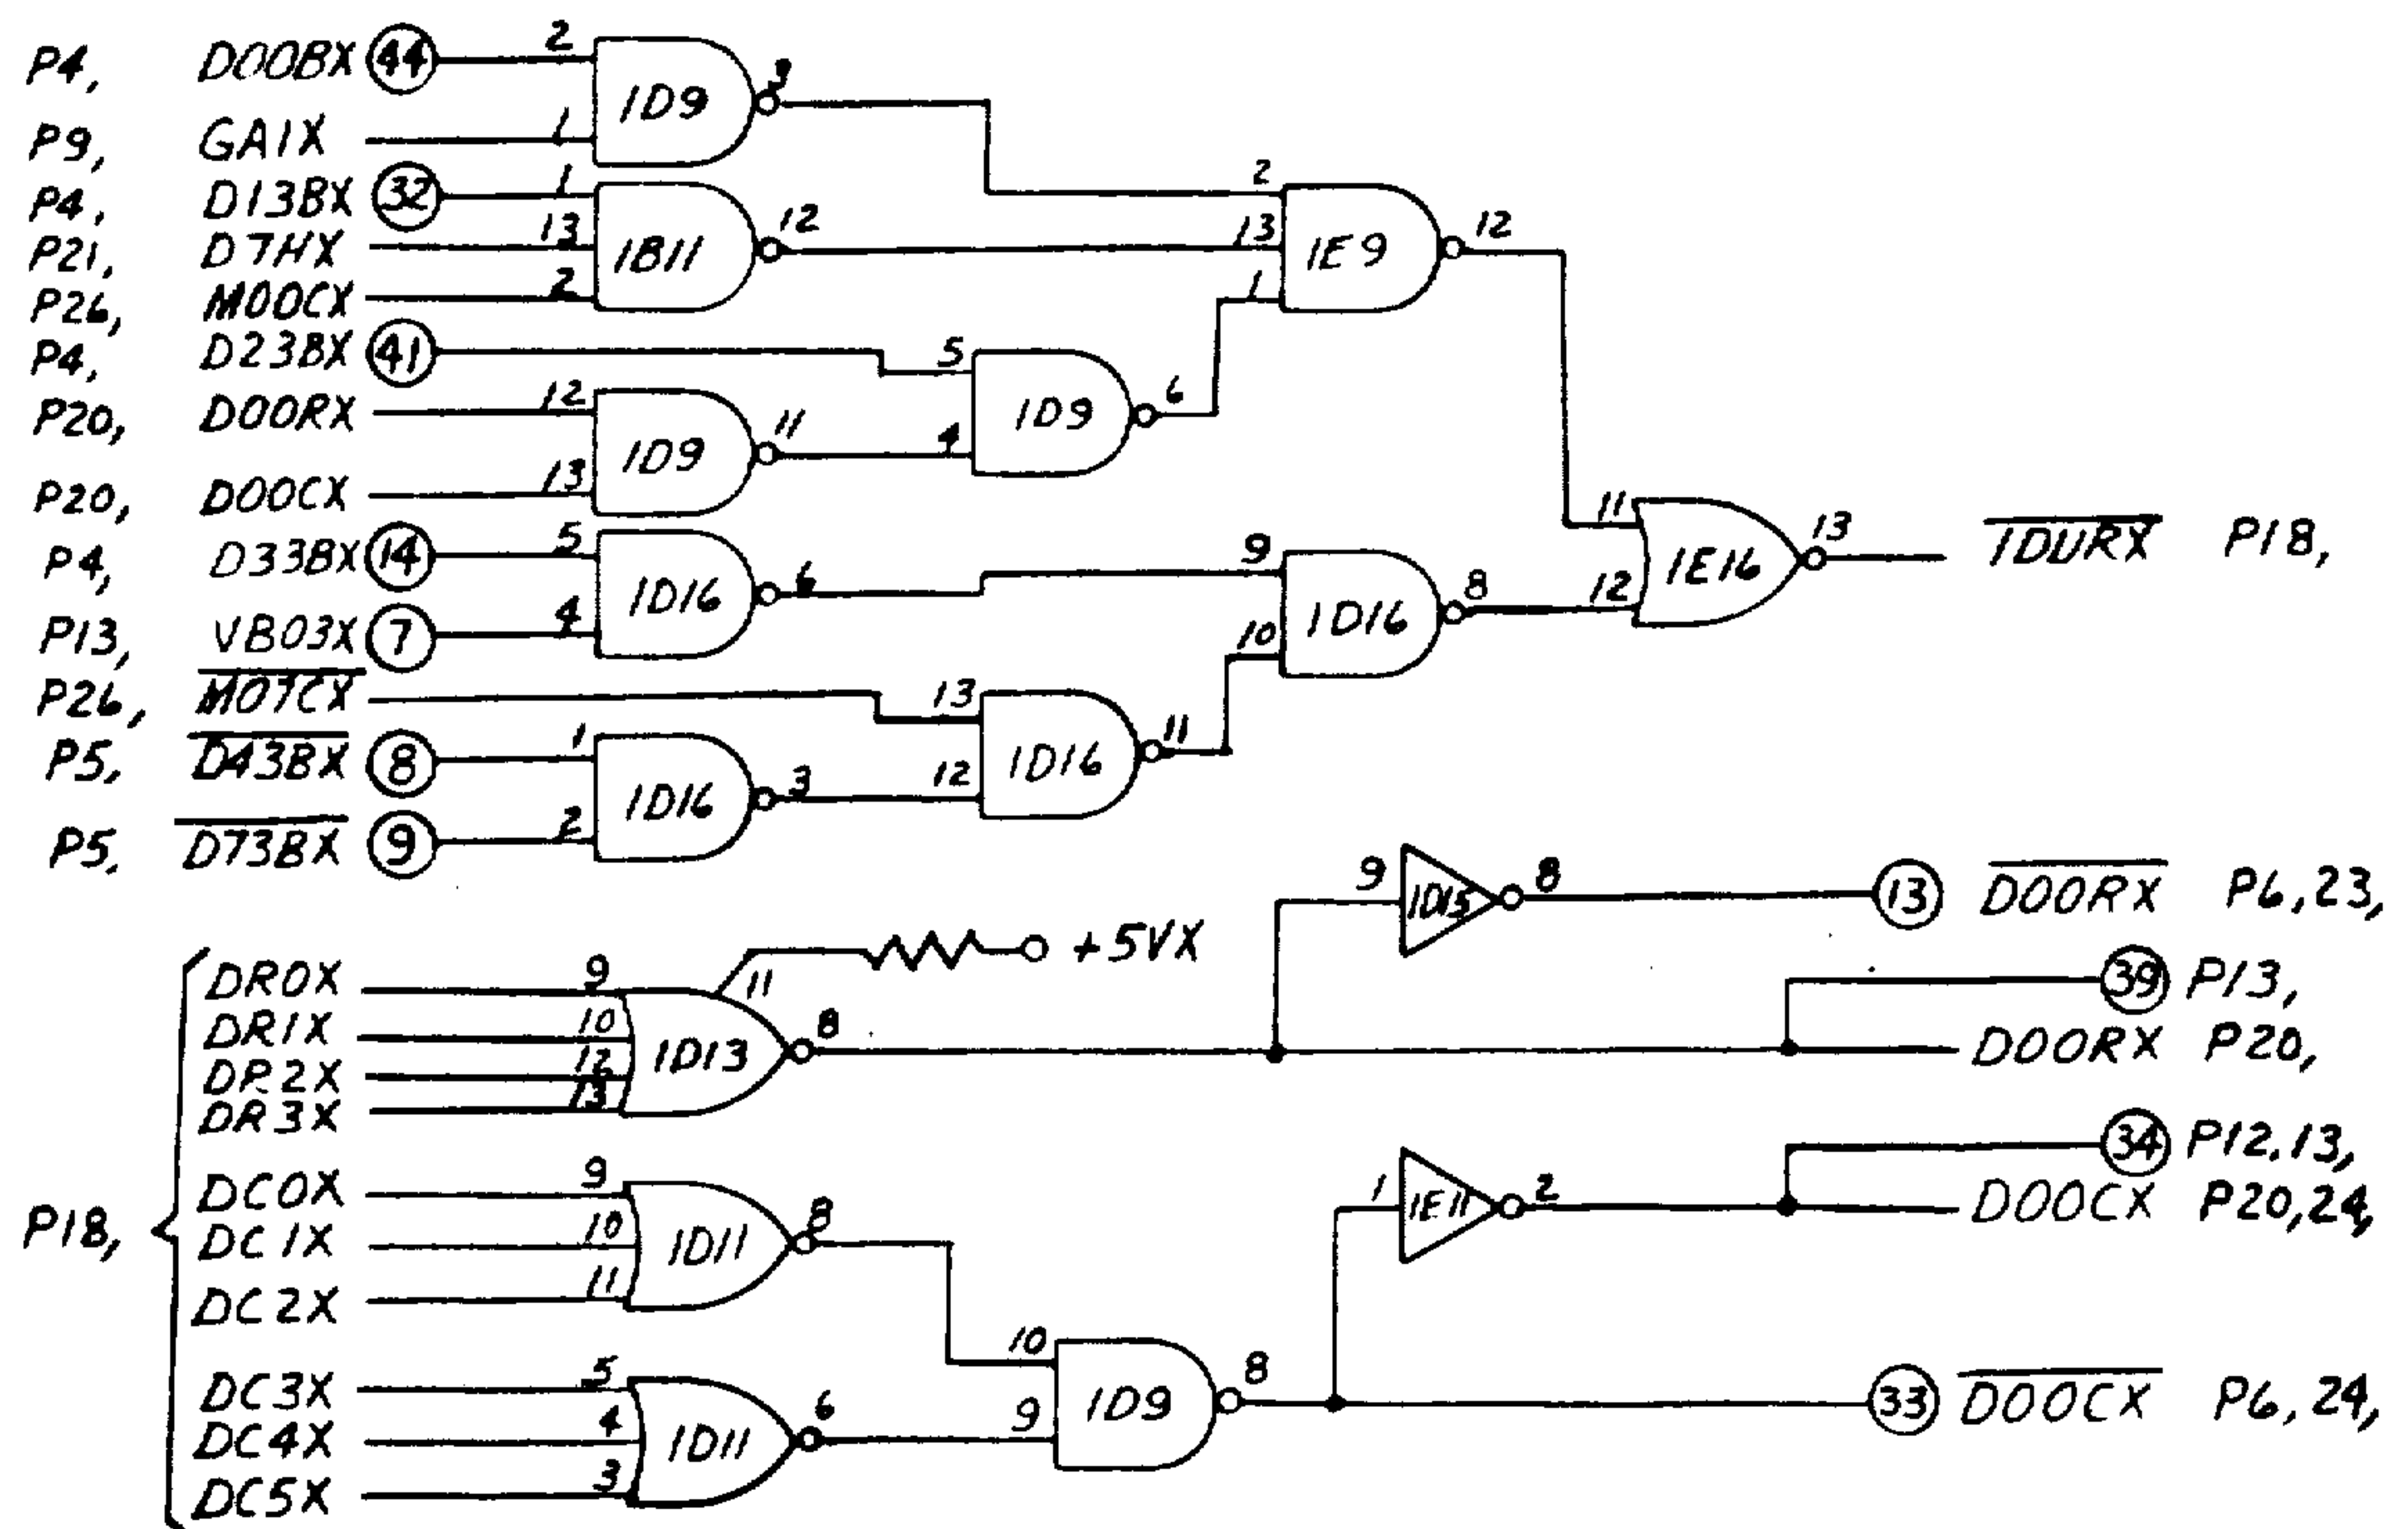 P4, D00BX 44 2 1D9
P9, GA1X 1
P4, D13BX 32 1 1B11 12
P21, D7HX 13
P26, M00CX 2
2 13 1 1E9 12
P4, D23BX 41 5 1D9 6
P20, D00RX 12 1D9 11 4
P20, D00CX 13
P4, D33BX 14 5 1D16 6
P13, VB03X 7 4
9 10 1D16 8
11 12 1E16 13 P18,
P26, M07CX 13 1D16 11
P5, D43BX 8 1 1D16 3 12
P5, D73BX 9 2
9 1D15 8 13 D00RX P6,23,
+5VX
11
P18,
DR0X 9 1D13 8
DR1X 10
DR2X 12
DR3X 13
39 P13,
D00RX P20,
DC0X 9 1D11 8
DC1X 10
DC2X 11
1 1E11 2 34 P12,13,
D00CX P20,24,
DC3X 5 1D11 6
DC4X 4
DC5X 3
10 9 1D9 8 33 D00CX P6,24,